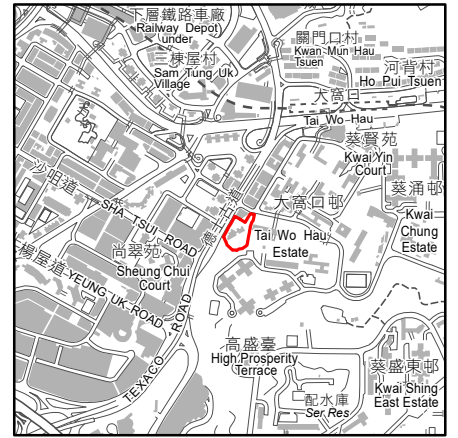 下層鐵路車廠
Railway Depot
under
三棟屋村
Sam Tung Uk
Village
關門口村
Kwan Mun Hau
Tsuen
河背村
Ho Pui Tsuen
大窩口
Tai Wo Hau
葵賢苑
Kwai Yin
Court
葵涌邨
Kwai
Chung
Estate
沙咀道
SHA TSUI ROAD
德士古道
大窩口邨
Tai Wo Hau
Estate
尚翠苑
Sheung Chui
Court
楊屋道
YEUNG UK ROAD
TEXACO ROAD
高盛臺
High Prosperity
Terrace
配水庫
Ser Res
葵盛東邨
Kwai Shing
East Estate